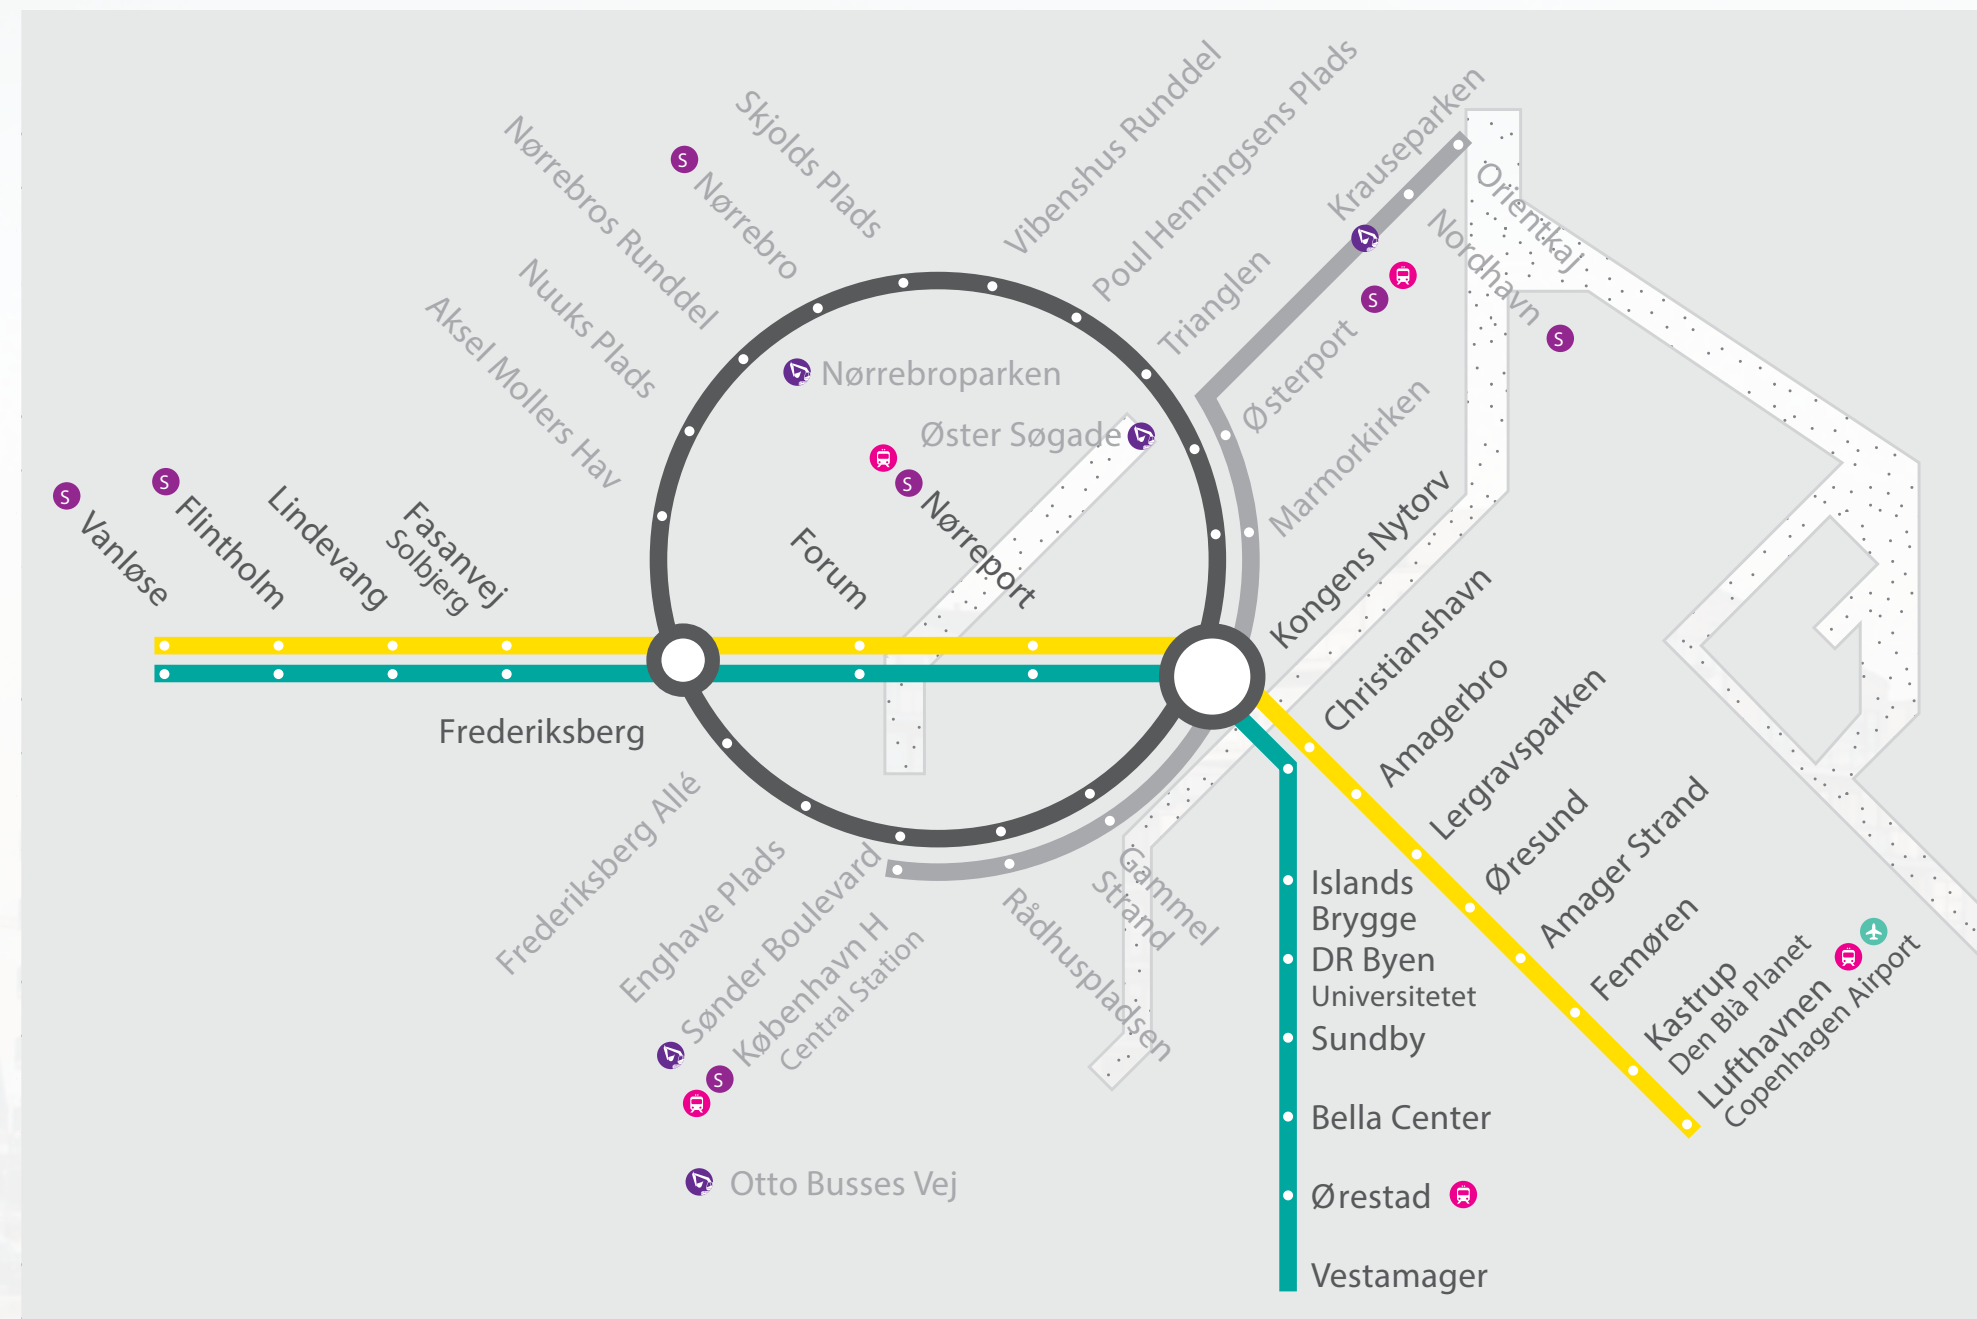 Skjolds Plads
Nørrebros Runddel
S
Nørrebro
Nuuks Plads
Aksel Mollers Hav
Vibenshus Runddel
Poul Henningsens Plads
Trianglen
Krauseparken
Orientkaj
Nordhavn
S
S
Østerport
Marmorkirken
Nørrebroparken
Øster Søgade
S
Nørreport
Forum
S
Vanløse
S
Flintholm
Lindevang
Fasanvej
Solbjerg
Frederiksberg
Kongens Nytorv
Christianshavn
Amagerbro
Lergravsparken
Øresund
Amager Strand
Femøren
Kastrup
Den Blà Planet
Lufthavnen
Copenhagen Airport
Frederiksberg Allé
Enghave Plads
Sønder Boulevard
S
København H
Central Station
Rådhuspladsen
Gammel
Strand
Islands
Brygge
DR Byen
Universitetet
Sundby
Bella Center
Ørestad
Vestamager
Otto Busses Vej